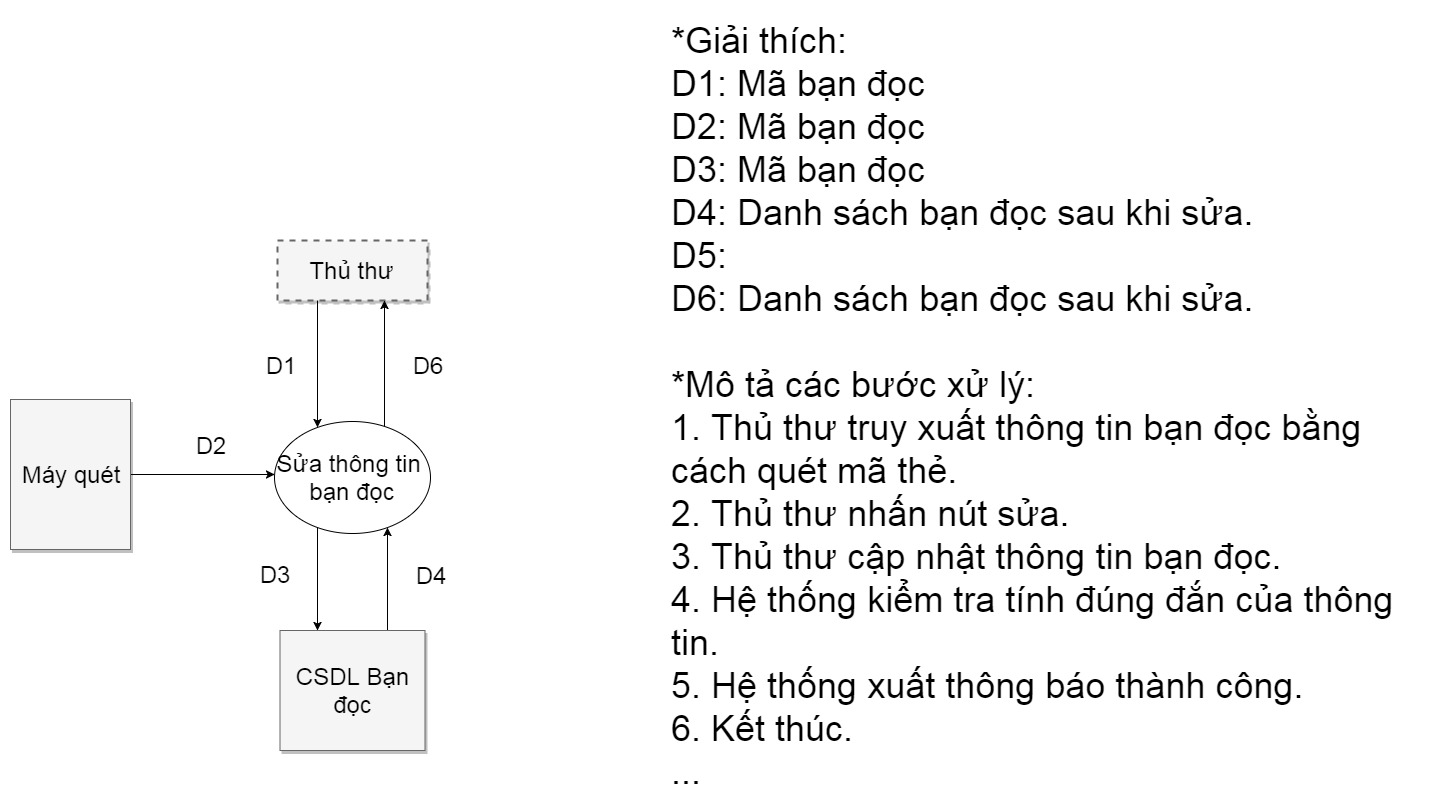 *Giải thích:
D1: Mã bạn đọc
D2: Mã bạn đọc
D3: Mã bạn đọc
D4: Danh sách bạn đọc sau khi sửa.
D5:
D6: Danh sách bạn đọc sau khi sửa.
*Mô tả các bước xử lý:
1. Thủ thư truy xuất thông tin bạn đọc bằng
cách quét mã thẻ.
2. Thủ thư nhấn nút sửa.
3. Thủ thư cập nhật thông tin bạn đọc.
4. Hệ thống kiểm tra tính đúng đắn của thông
tin.
5. Hệ thống xuất thông báo thành công.
6. Kết thúc.
...
Thủ thư
D1
D6
Máy quét
D2
Sửa thông tin
bạn đọc
D3
D4
CSDL Bạn
đọc